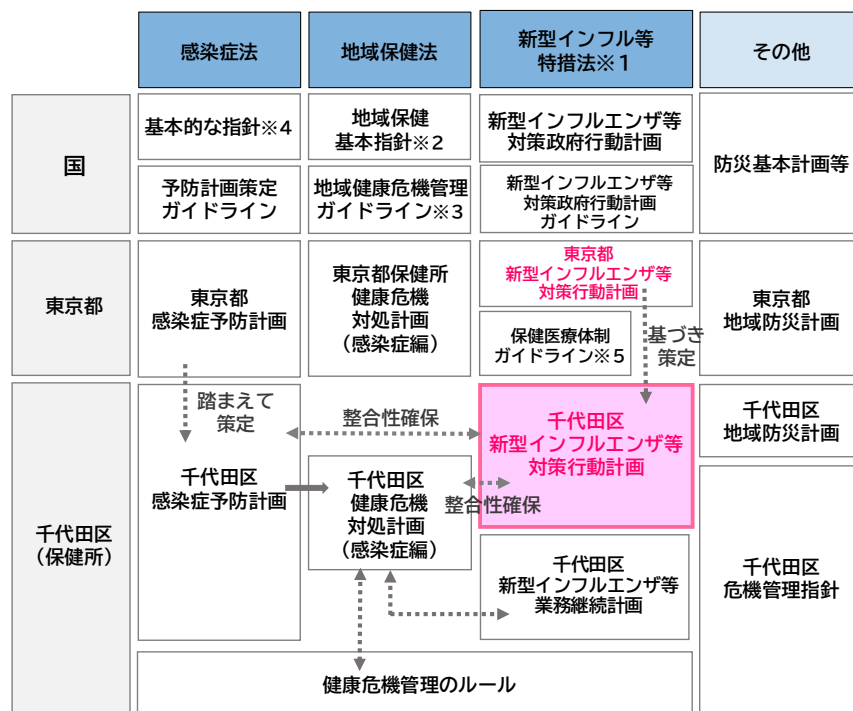 感染症法
地域保健法
新型インフル等
特措法※1
その他
国
基本的な指針※4
地域保健
基本指針※2
新型インフルエンザ等
対策政府行動計画
防災基本計画等
予防計画策定
ガイドライン
地域健康危機管理
ガイドライン※3
新型インフルエンザ等
対策政府行動計画
ガイドライン
東京都
東京都
感染症予防計画
東京都保健所
健康危機
対処計画
(感染症編)
東京都
新型インフルエンザ等
対策行動計画
保健医療体制
ガイドライン※5
基づき
策定
東京都
地域防災計画
千代田区
(保健所)
踏まえて
策定
千代田区
感染症予防計画
整合性確保
千代田区
健康危機
対処計画
(感染症編)
整合性確保
千代田区
新型インフルエンザ等
対策行動計画
千代田区
新型インフルエンザ等
業務継続計画
千代田区
地域防災計画
千代田区
危機管理指針
健康危機管理のルール